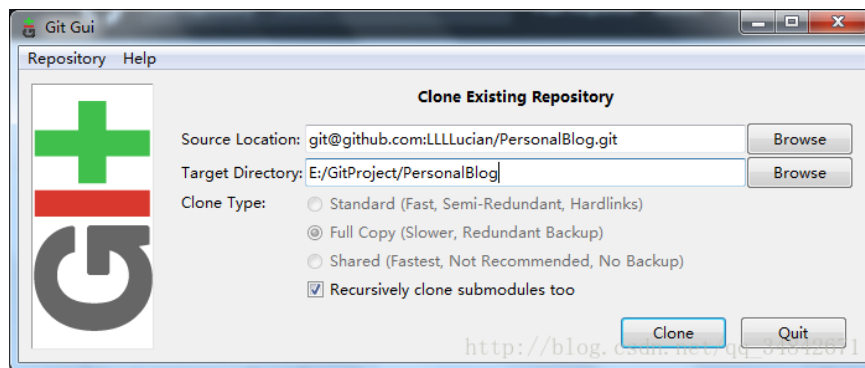 Git Gui
Repository Help
GIT
Clone Existing Repository
Source Location: git@github.com:LLLLucian/PersonalBlog.git Browse
Target Directory: E:/GitProject/PersonalBlog Browse
Clone Type: Standard (Fast, Semi-Redundant, Hardlinks)
Full Copy (Slower, Redundant Backup)
Shared (Fastest, Not Recommended, No Backup)
Recursively clone submodules too
Clone Quit
http://blog.csdn.net/qq_34842671